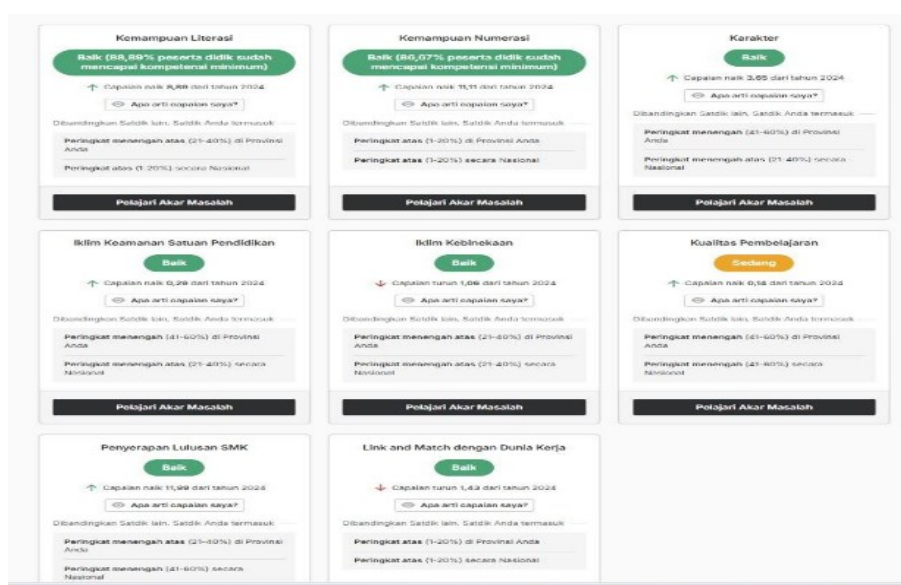 Kemampuan Literasi
Baik (88,89% peserta didik sudah
mencapai kompetensi minimum)
Capaian naik 8,89 dari tahun 2024
Apa arti capaian saya?
Dibandingkan Satdik lain, Satdik Anda termasuk
Peringkat menengah atas (21-40%) di Provinsi
Anda
Peringkat atas (1-20%) secara Nasional
Pelajari Akar Masalah
Kemampuan Numerasi
Baik (86,67% peserta didik sudah
mencapai kompetensi minimum)
Capaian naik 11,11 dari tahun 2024
Apa arti capaian saya?
Dibandingkan Satdik lain, Satdik Anda termasuk
Peringkat atas (1-20%) di Provinsi Anda
Peringkat atas (1-20%) secara Nasional
Pelajari Akar Masalah
Karakter
Baik
Capaian naik 3,65 dari tahun 2024
Apa arti capaian saya?
Dibandingkan Satdik lain, Satdik Anda termasuk
Peringkat menengah (41-60%) di Provinsi
Anda
Peringkat menengah atas (21-40%) secara
Nasional
Pelajari Akar Masalah
Iklim Keamanan Satuan Pendidikan
Baik
Capaian naik 0,29 dari tahun 2024
Apa arti capaian saya?
Dibandingkan Satdik lain, Satdik Anda termasuk
Peringkat menengah (41-60%) di Provinsi
Anda
Peringkat menengah atas (21-40%) secara
Nasional
Pelajari Akar Masalah
Iklim Kebinekaan
Baik
Capaian turun 1,06 dari tahun 2024
Apa arti capaian saya?
Dibandingkan Satdik lain, Satdik Anda termasuk
Peringkat menengah atas (21-40%) di Provinsi
Anda
Peringkat menengah atas (21-40%) secara
Nasional
Pelajari Akar Masalah
Kualitas Pembelajaran
Sedang
Capaian naik 0,14 dari tahun 2024
Apa arti capaian saya?
Dibandingkan Satdik lain, Satdik Anda termasuk
Peringkat menengah (41-60%) di Provinsi
Anda
Peringkat menengah (41-60%) secara
Nasional
Pelajari Akar Masalah
Penyerapan Lulusan SMK
Baik
Capaian naik 11,99 dari tahun 2024
Apa arti capaian saya?
Dibandingkan Satdik lain, Satdik Anda termasuk
Peringkat menengah atas (21-40%) di Provinsi
Anda
Peringkat menengah (41-60%) secara
Nasional
Link and Match dengan Dunia Kerja
Baik
Capaian turun 1,43 dari tahun 2024
Apa arti capaian saya?
Dibandingkan Satdik lain, Satdik Anda termasuk
Peringkat atas (1-20%) di Provinsi Anda
Peringkat atas (1-20%) secara Nasional